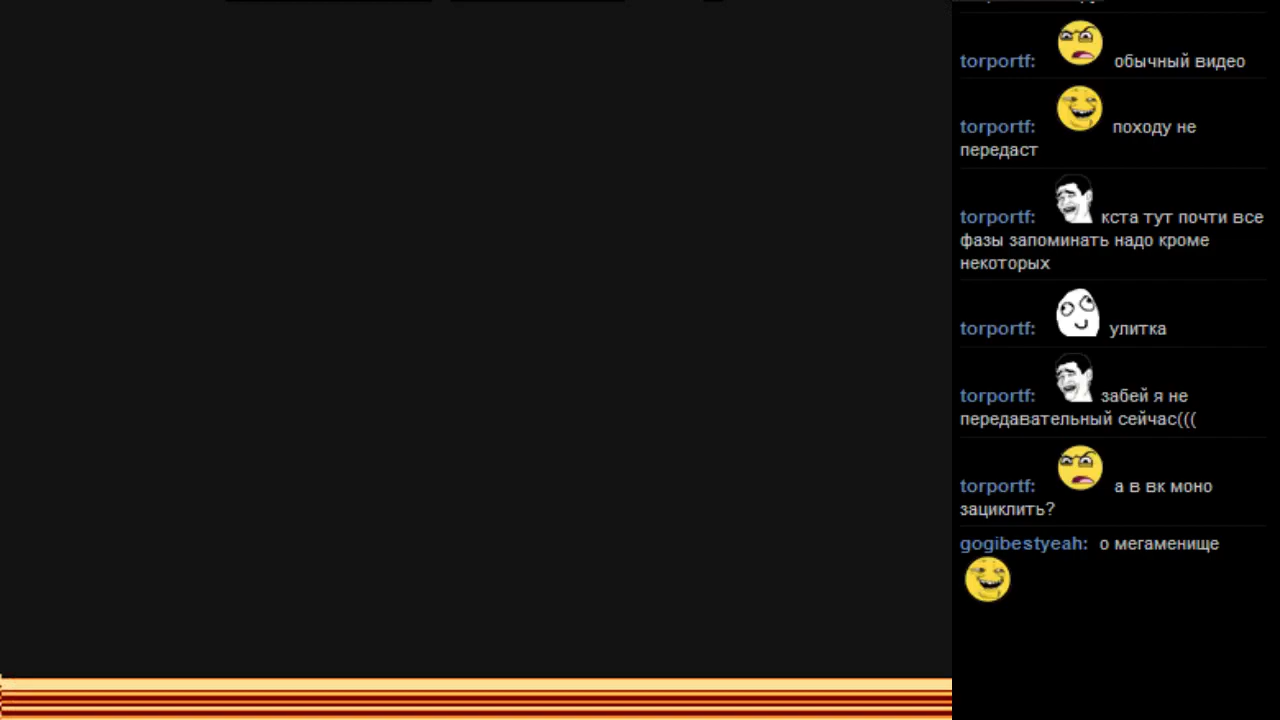 torportf: обычный видео
torportf: походу не
передаст
torportf: кста тут почти все
фазы запоминать надо кроме
некоторых
torportf: улитка
torportf: забей я не
передавательный сейчас(((
torportf: а в вк моно
зациклить?
gogibestyeah: о мегаменище